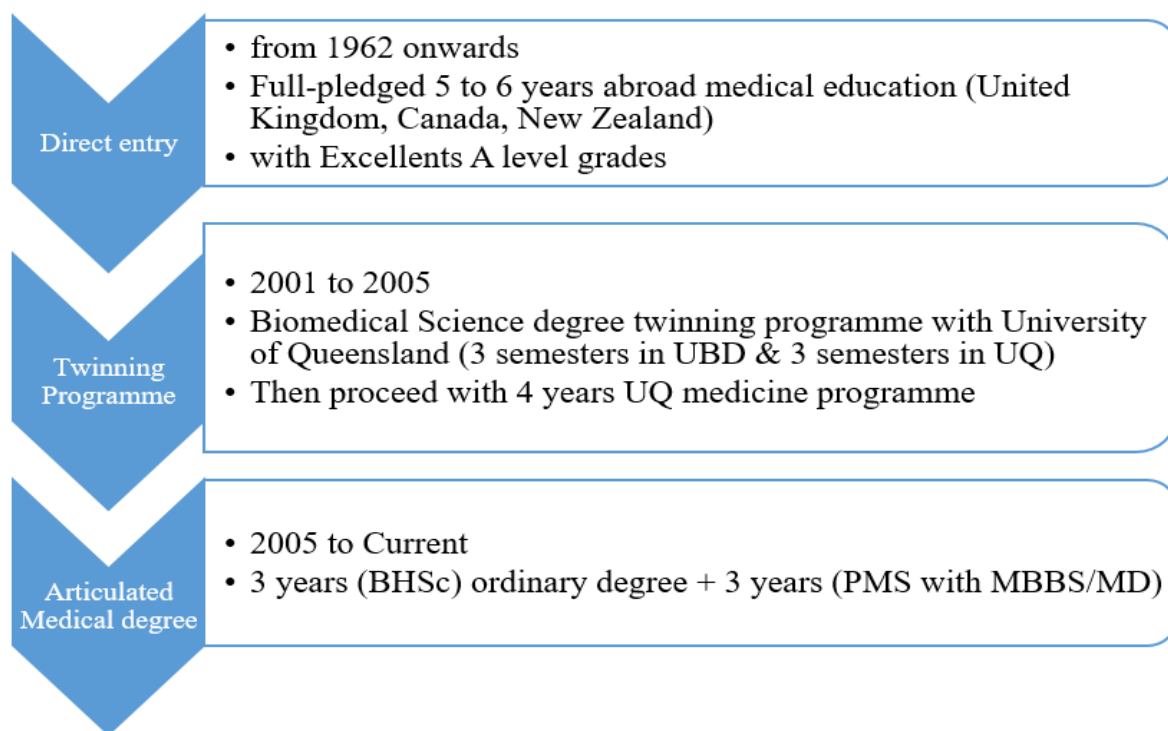 Direct entry
• from 1962 onwards
• Full-pledged 5 to 6 years abroad medical education (United
Kingdom, Canada, New Zealand)
• with Excellents A level grades
Twinning
Programme
• 2001 to 2005
• Biomedical Science degree twinning programme with University
of Queensland (3 semesters in UBD & 3 semesters in UQ)
• Then proceed with 4 years UQ medicine programme
Articulated
Medical degree
• 2005 to Current
• 3 years (BHSc) ordinary degree + 3 years (PMS with MBBS/MD)